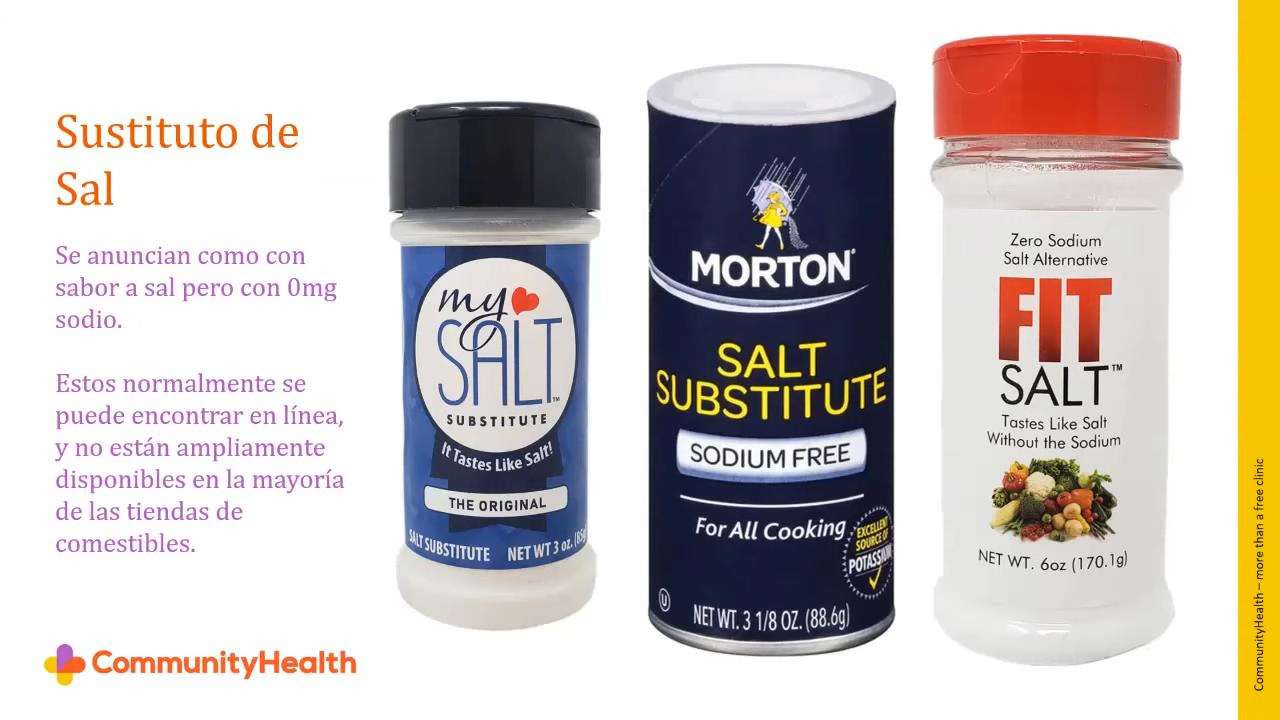 Sustituto de
Sal
Se anuncian como con
sabor a sal pero con 0mg
sodio.
Estos normalmente se
puede encontrar en línea,
y no están ampliamente
disponibles en la mayoría
de las tiendas de
comestibles.
CommunityHealth
my
SALT™
SUBSTITUTE
It Tastes Like Salt!
THE ORIGINAL
SALT SUBSTITUTE NET WT 3 oz. (85g
MORTON®
SALT
SUBSTITUTE
SODIUM FREE
For All Cooking
EXCELLENT
SOURCE OF
POTASSIUM
U
NET WT. 3 1/8 OZ. (88.6g)
Zero Sodium
Salt Alternative
FIT
SALT™
Tastes Like Salt
Without the Sodium
NET WT. 6oz (170.1g)
CommunityHealth – more than a free clinic